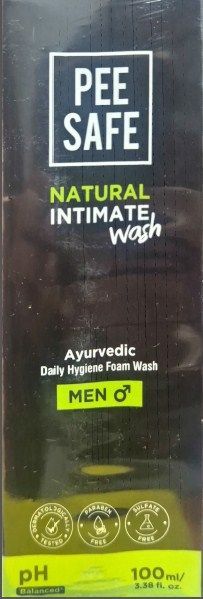 PEE
SAFE
NATURAL
INTIMATE
Wash
Ayurvedic
Daily Hygiene Foam Wash
MEN ♂
DERMATOLOGICALLY TESTED
PARABEN FREE
SULFATE FREE
pH
Balanced
100ml/
3.38 fl. oz.